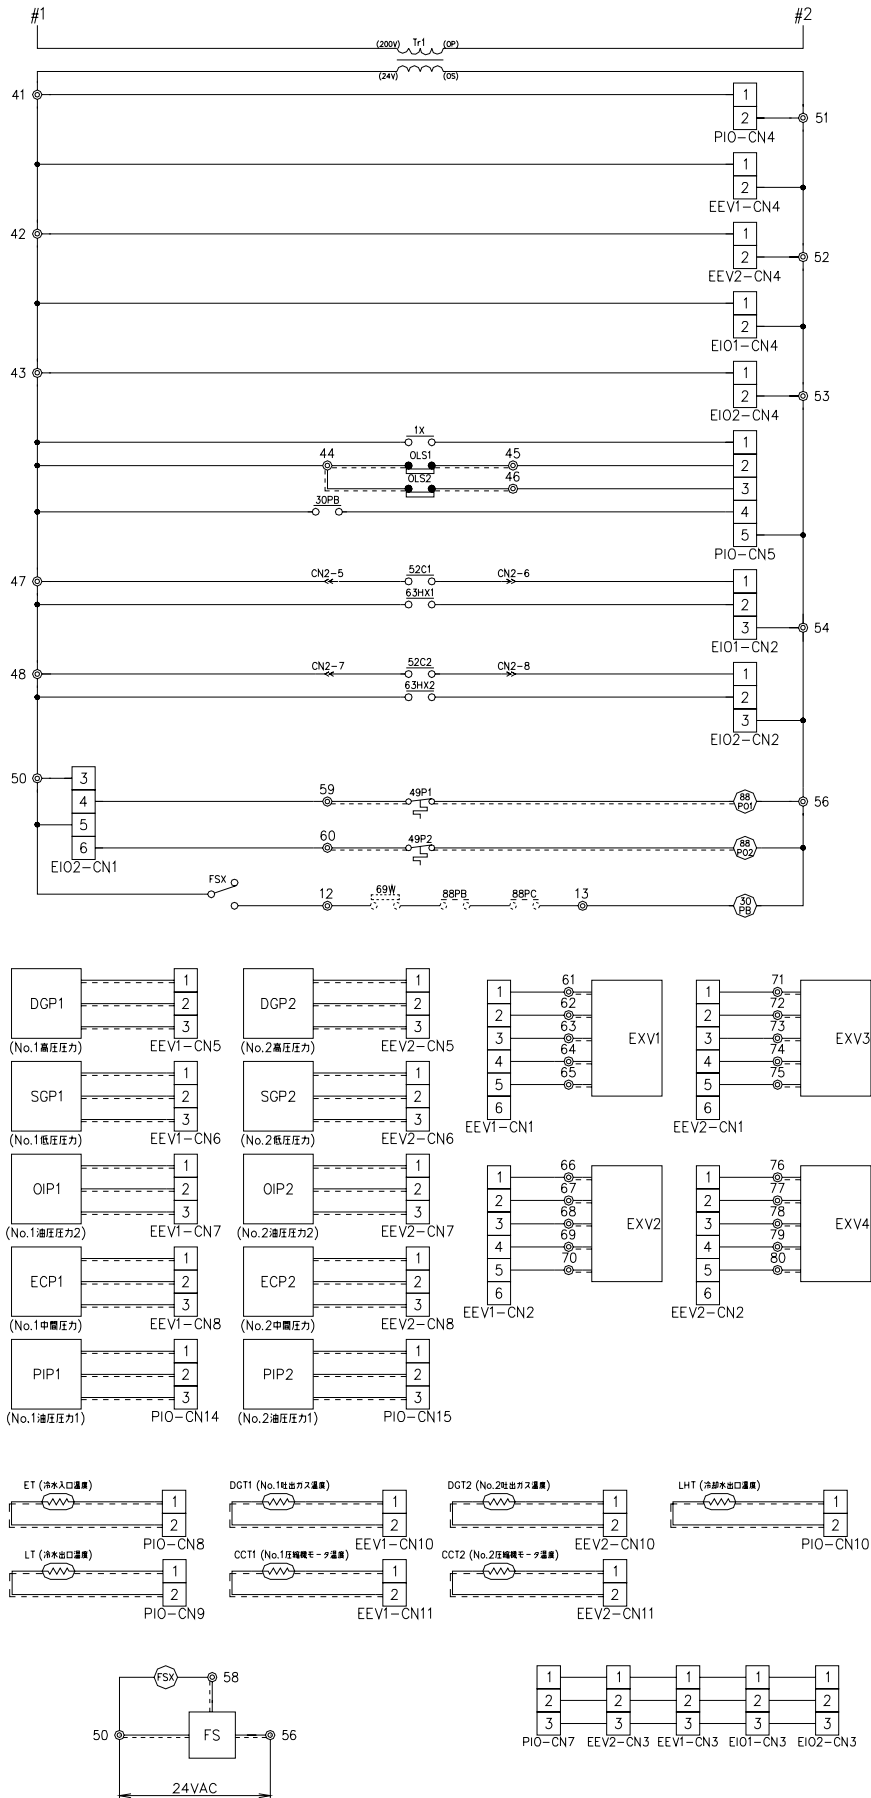 #1 #2
(200V) Tr1 (0P)
(24V) (0S)
41 1
2 51
PIO-CN4
1
2
EEV1-CN4
42 1
2 52
EEV2-CN4
1
2
EIO1-CN4
43 1
2 53
EIO2-CN4
1X 1
44 OLS1 45 2
OLS2 46 3
30PB 4
5
PIO-CN5
47 CN2-5 52C1 CN2-6 1
63HX1 2
3 54
EIO1-CN2
48 CN2-7 52C2 CN2-8 1
63HX2 2
3
EIO2-CN2
50 3
4 59 49P1 88 P01 56
5
6 60 49P2 88 P02
EIO2-CN1
FSX 12 69W 88PB 88PC 13 30 PB
DGP1 1 2 3
(No.1高圧圧力) EEV1-CN5
DGP2 1 2 3
(No.2高圧圧力) EEV2-CN5
SGP1 1 2 3
(No.1低圧圧力) EEV1-CN6
SGP2 1 2 3
(No.2低圧圧力) EEV2-CN6
OIP1 1 2 3
(No.1油圧圧力2) EEV1-CN7
OIP2 1 2 3
(No.2油圧圧力2) EEV2-CN7
ECP1 1 2 3
(No.1中間圧力) EEV1-CN8
ECP2 1 2 3
(No.2中間圧力) EEV2-CN8
PIP1 1 2 3
(No.1油圧圧力1) PIO-CN14
PIP2 1 2 3
(No.2油圧圧力1) PIO-CN15
1 61
2 62
3 63 EXV1
4 64
5 65
6
EEV1-CN1
1 71
2 72
3 73 EXV3
4 74
5 75
6
EEV2-CN1
1 66
2 67
3 68 EXV2
4 69
5 70
6
EEV1-CN2
1 76
2 77
3 78 EXV4
4 79
5 80
6
EEV2-CN2
ET (冷水入口温度)
1
2
PIO-CN8
DGT1 (No.1吐出ガス温度)
1
2
EEV1-CN10
DGT2 (No.2吐出ガス温度)
1
2
EEV2-CN10
LHT (冷却水出口温度)
1
2
PIO-CN10
LT (冷水出口温度)
1
2
PIO-CN9
CCT1 (No.1圧縮機モータ温度)
1
2
EEV1-CN11
CCT2 (No.2圧縮機モータ温度)
1
2
EEV2-CN11
FSX 58
50 FS 56
24VAC
1 1 1 1 1
2 2 2 2 2
3 3 3 3 3
PIO-CN7 EEV2-CN3 EEV1-CN3 EIO1-CN3 EIO2-CN3